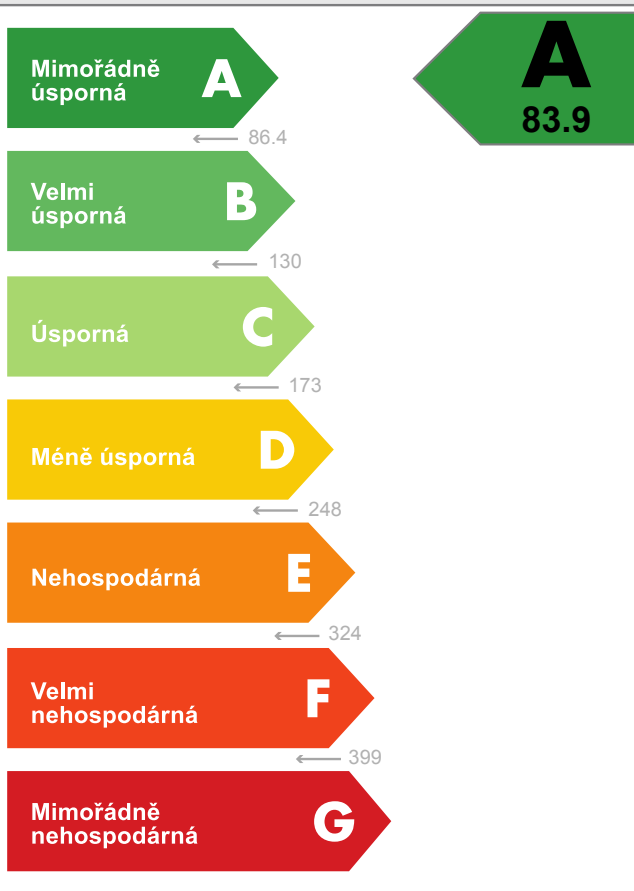 Mimořádně
úsporná
A
86.4
Velmi
úsporná
B
130
Úsporná
C
173
Méně úsporná
D
248
Nehospodárná
E
324
Velmi
nehospodárná
F
399
Mimořádně
nehospodárná
G
A
83.9